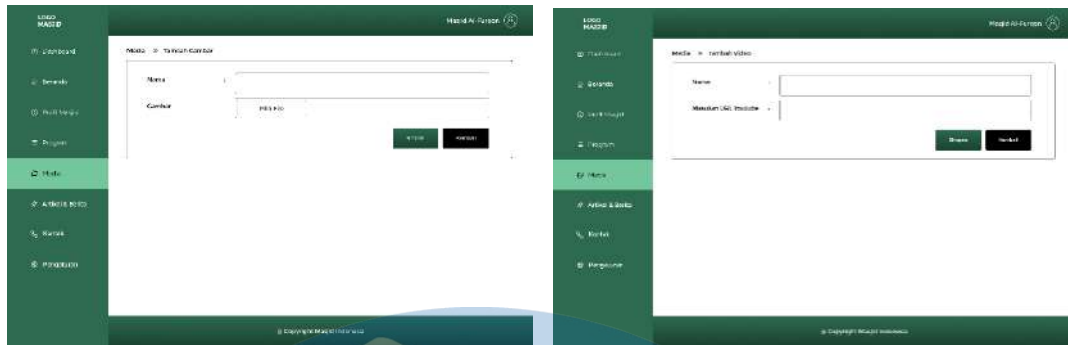 LOGO
MASJID
Masjid Al-Furqon
Dashboard
Media » Tambah Gambar
Beranda
Nama :
Profil Masjid
Gambar
Pilih File
Program
Simpan Kembali
Media
Artikel & Berita
Kontak
Pengaturan
© Copyright Masjid Indonesia
LOGO
MASJID
Masjid Al-Furqon
Dashboard
Media » Tambah Video
Beranda
Nama :
Profil Masjid
Masukan URL Youtube :
Program
Simpan Kembali
Media
Artikel & Berita
Kontak
Pengaturan
© Copyright Masjid Indonesia